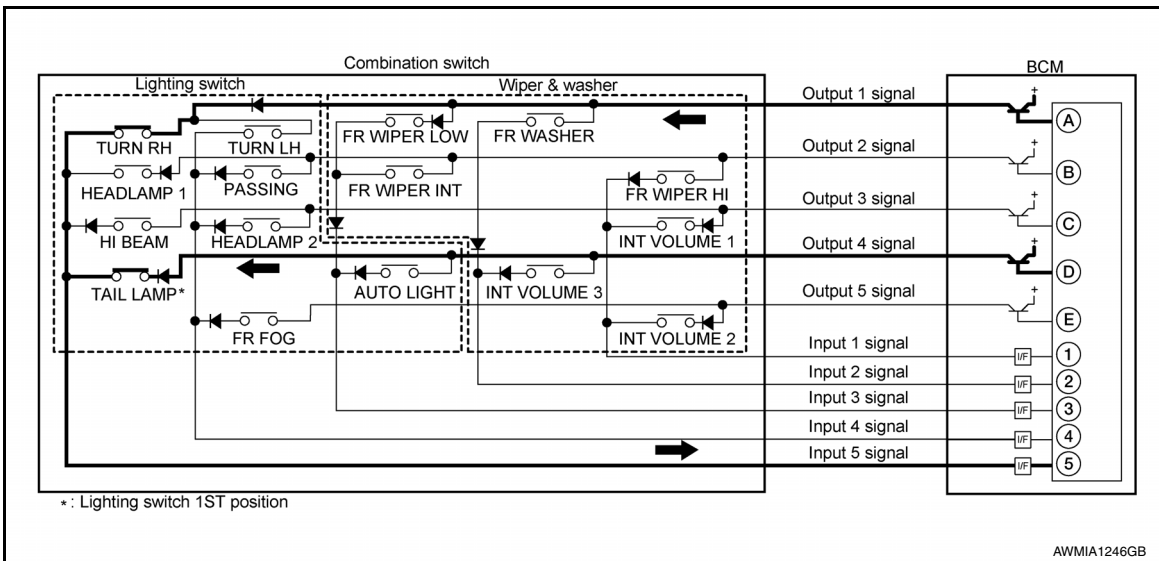 Combination switch
BCM
Lighting switch
Wiper & washer
Output 1 signal
+
A
TURN RH
TURN LH
FR WIPER LOW
FR WASHER
Output 2 signal
+
B
HEADLAMP 1
PASSING
FR WIPER INT
FR WIPER HI
Output 3 signal
+
C
HI BEAM
HEADLAMP 2
INT VOLUME 1
Output 4 signal
+
D
TAIL LAMP*
AUTO LIGHT
INT VOLUME 3
Output 5 signal
+
E
FR FOG
INT VOLUME 2
Input 1 signal
I/F
1
Input 2 signal
I/F
2
Input 3 signal
I/F
3
Input 4 signal
I/F
4
Input 5 signal
I/F
5
*: Lighting switch 1ST position
AWMIA1246GB